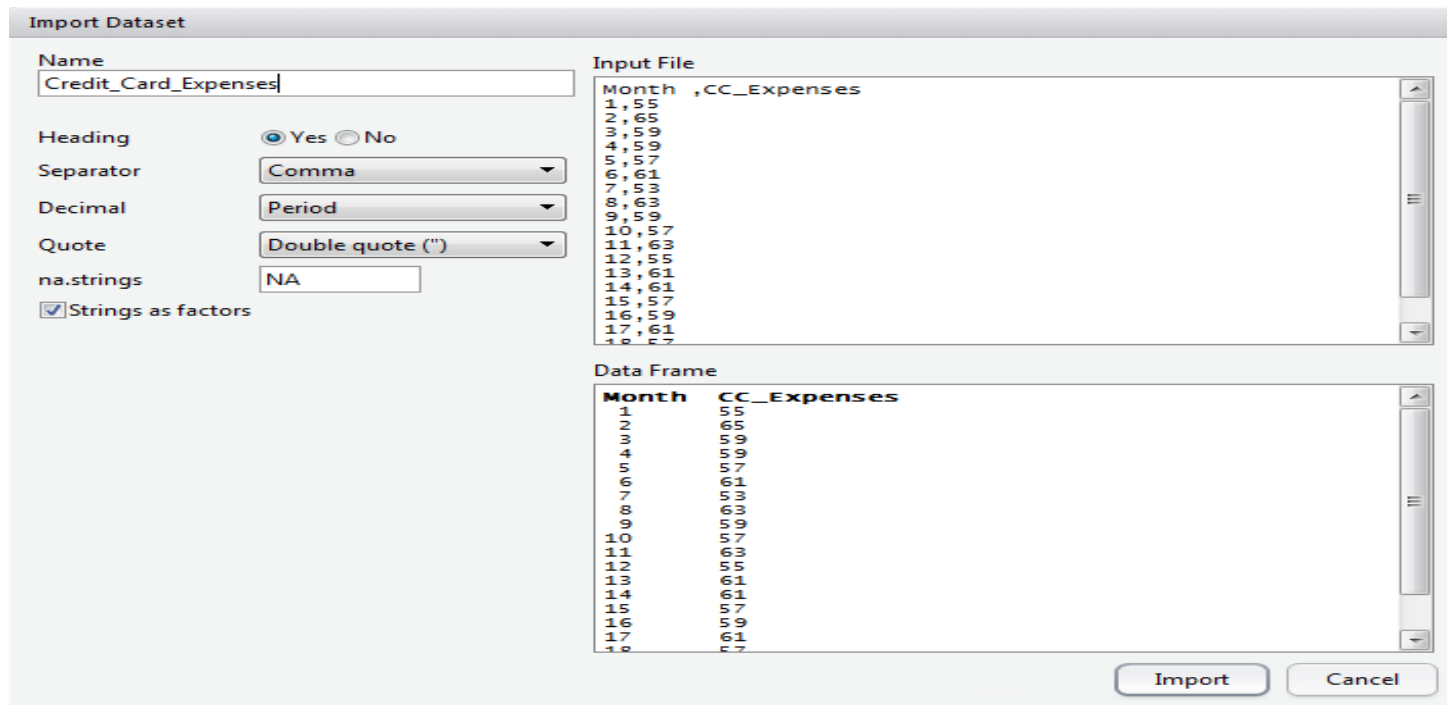 Import Dataset
Name
Credit_Card_Expenses
Heading Yes No
Separator Comma
Decimal Period
Quote Double quote (")
na.strings NA
Strings as factors
Input File
Month ,CC_Expenses
1,55
2,65
3,59
4,59
5,57
6,61
7,53
8,63
9,59
10,57
11,63
12,55
13,61
14,61
15,57
16,59
17,61
18,57
Data Frame
Month CC_Expenses
1 55
2 65
3 59
4 59
5 57
6 61
7 53
8 63
9 59
10 57
11 63
12 55
13 61
14 61
15 57
16 59
17 61
18 57
Import Cancel